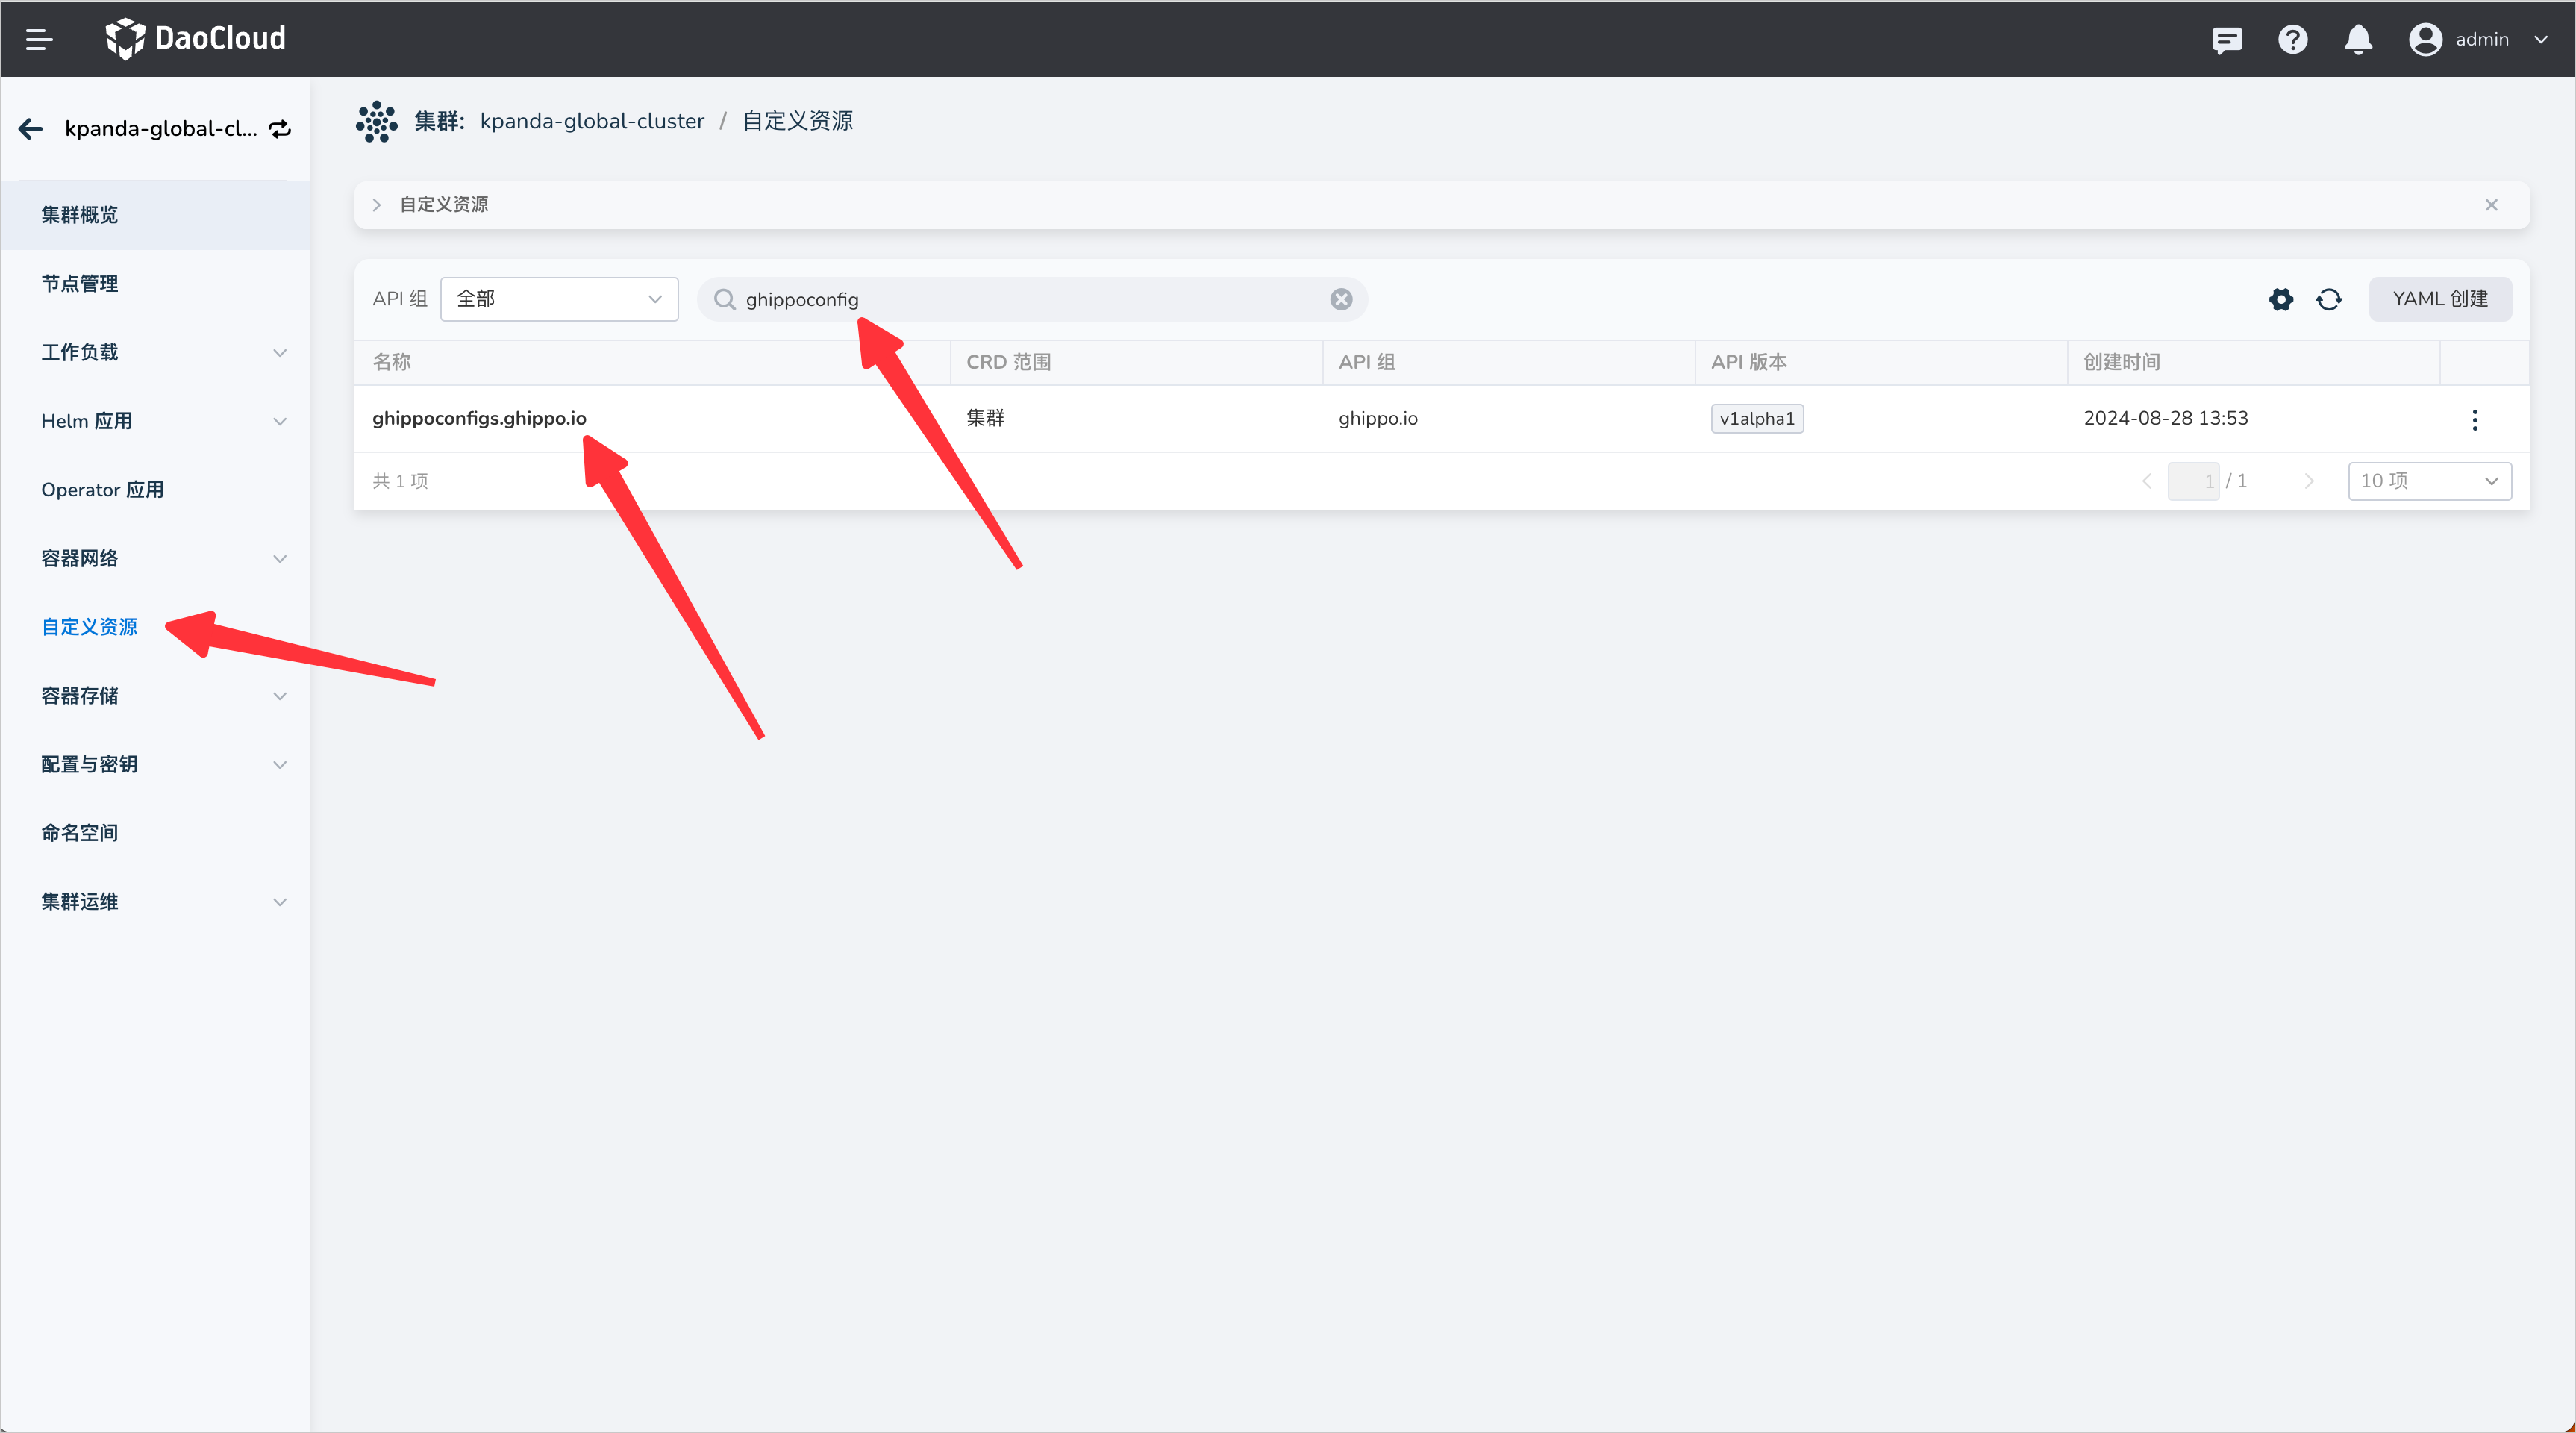 DaoCloud
admin
kpanda-global-cl...
集群概览
节点管理
工作负载
Helm 应用
Operator 应用
容器网络
自定义资源
容器存储
配置与密钥
命名空间
集群运维
集群: kpanda-global-cluster / 自定义资源
自定义资源
API 组 全部 ghippoconfig YAML 创建
名称 CRD 范围 API 组 API 版本 创建时间
ghippoconfigs.ghippo.io 集群 ghippo.io v1alpha1 2024-08-28 13:53
共 1 项 1 / 1 10 项